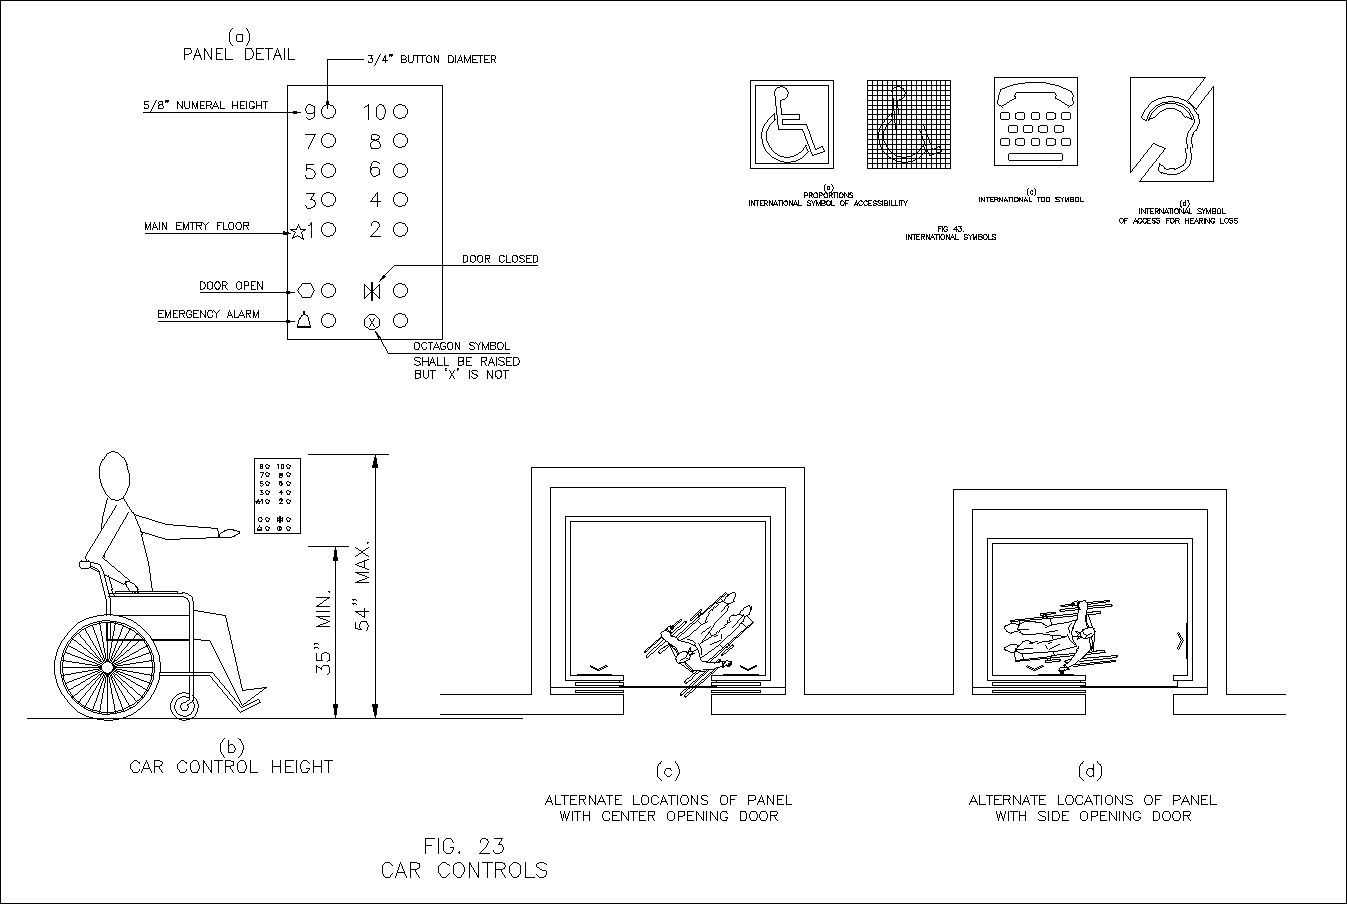 (a)
PANEL DETAIL
3/4" BUTTON DIAMETER
5/8" NUMERAL HEIGHT
9 10
7 8
5 6
3 4
MAIN EMTRY FLOOR
1 2
DOOR CLOSED
DOOR OPEN
EMERGENCY ALARM
X
OCTAGON SYMBOL
SHALL BE RAISED
BUT 'X' IS NOT
(a)
PROPORTIONS
INTERNATIONAL SYMBOL OF ACCESSIBILLITY
(c)
INTERNATIONAL TDD SYMBOL
(d)
INTERNATIONAL SYMBOL
OF ACCESS FOR HEARING LOSS
FIG 43.
INTERNATIONAL SYMBOLS
10
7 8
5 6
3 4
1 2
35" MIN.
54" MAX.
(b)
CAR CONTROL HEIGHT
(c)
ALTERNATE LOCATIONS OF PANEL
WITH CENTER OPENING DOOR
(d)
ALTERNATE LOCATIONS OF PANEL
WITH SIDE OPENING DOOR
FIG. 23
CAR CONTROLS